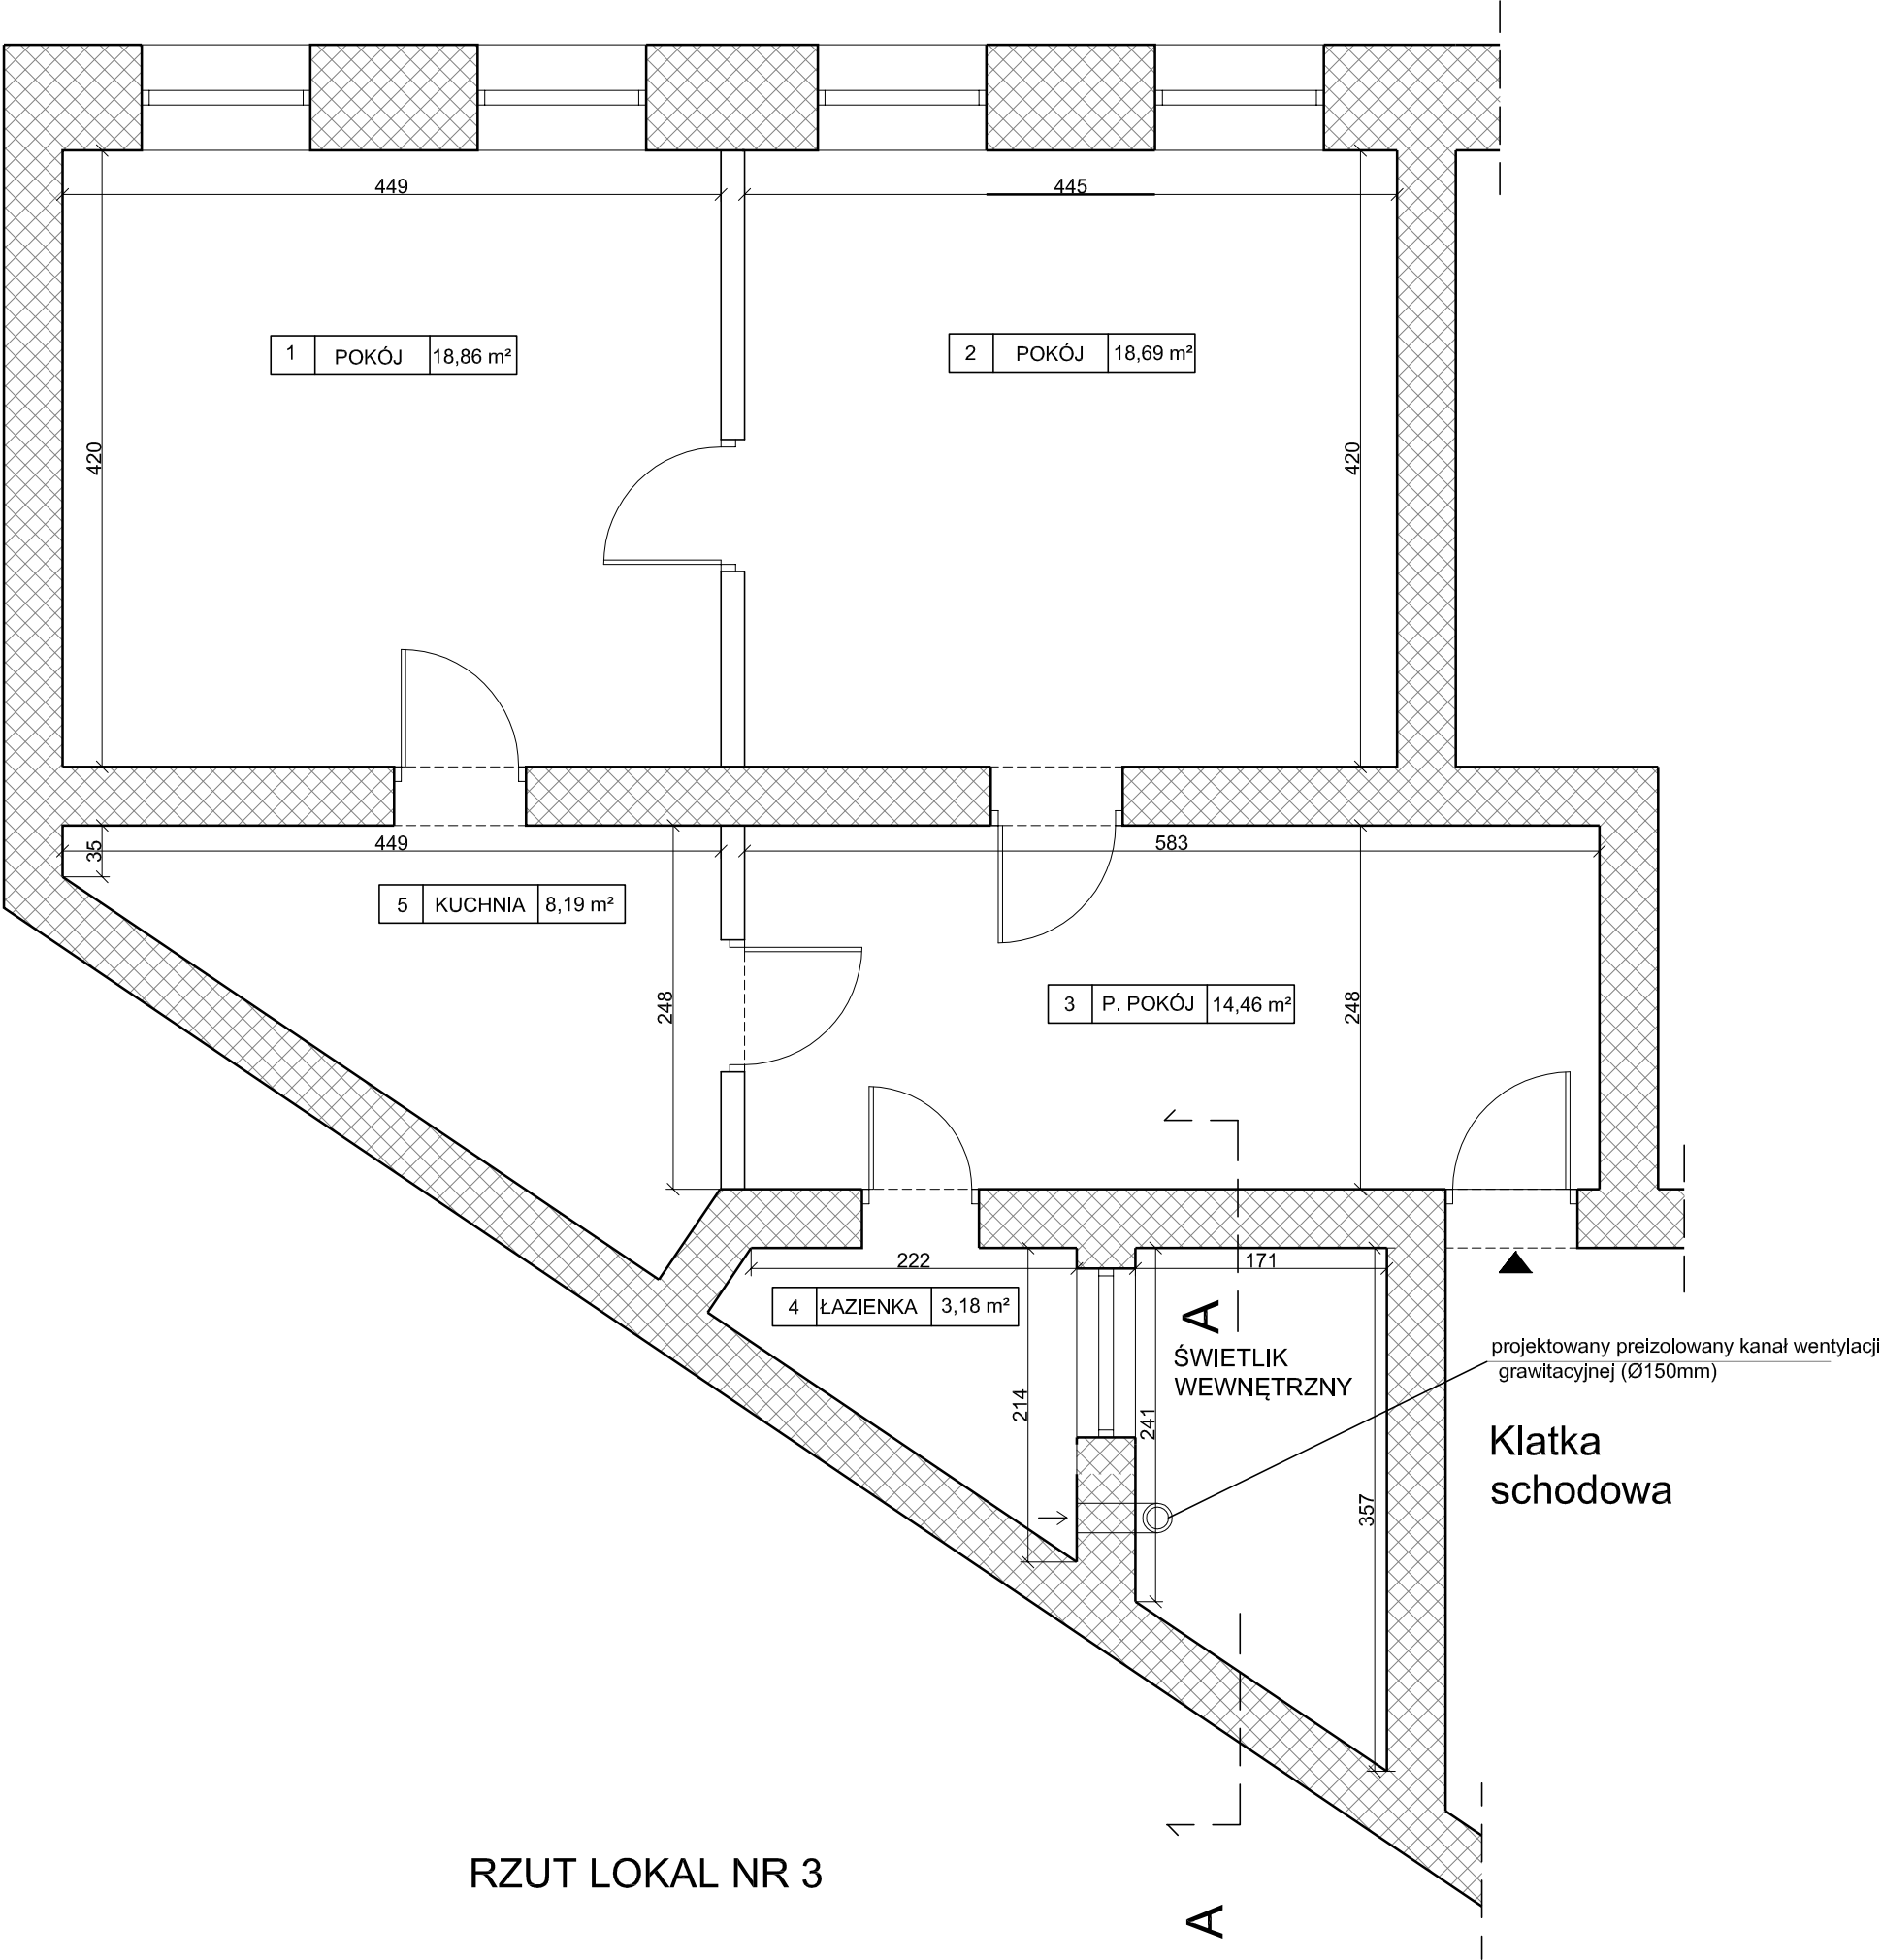 449
445
1 POKÓJ 18,86 m²
2 POKÓJ 18,69 m²
420
420
35
449
583
5 KUCHNIA 8,19 m²
248
3 P. POKÓJ 14,46 m²
248
222
171
4 ŁAZIENKA 3,18 m²
A
ŚWIETLIK
WEWNĘTRZNY
projektowany preizolowany kanał wentylacji
grawitacyjnej (Ø150mm)
214
241
Klatka
schodowa
357
RZUT LOKAL NR 3
A